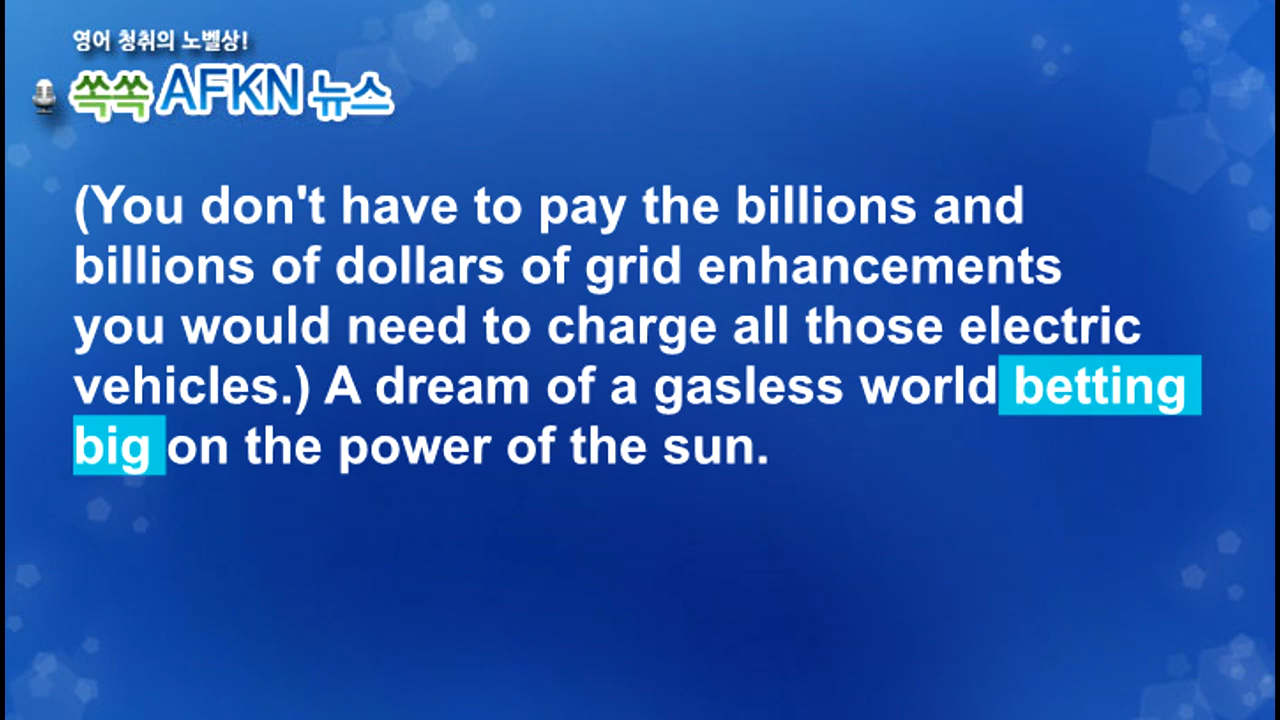 영어 청취의 노벨상!
쏙쏙 AFKN 뉴스
(You don't have to pay the billions and
billions of dollars of grid enhancements
you would need to charge all those electric
vehicles.) A dream of a gasless world betting
big on the power of the sun.